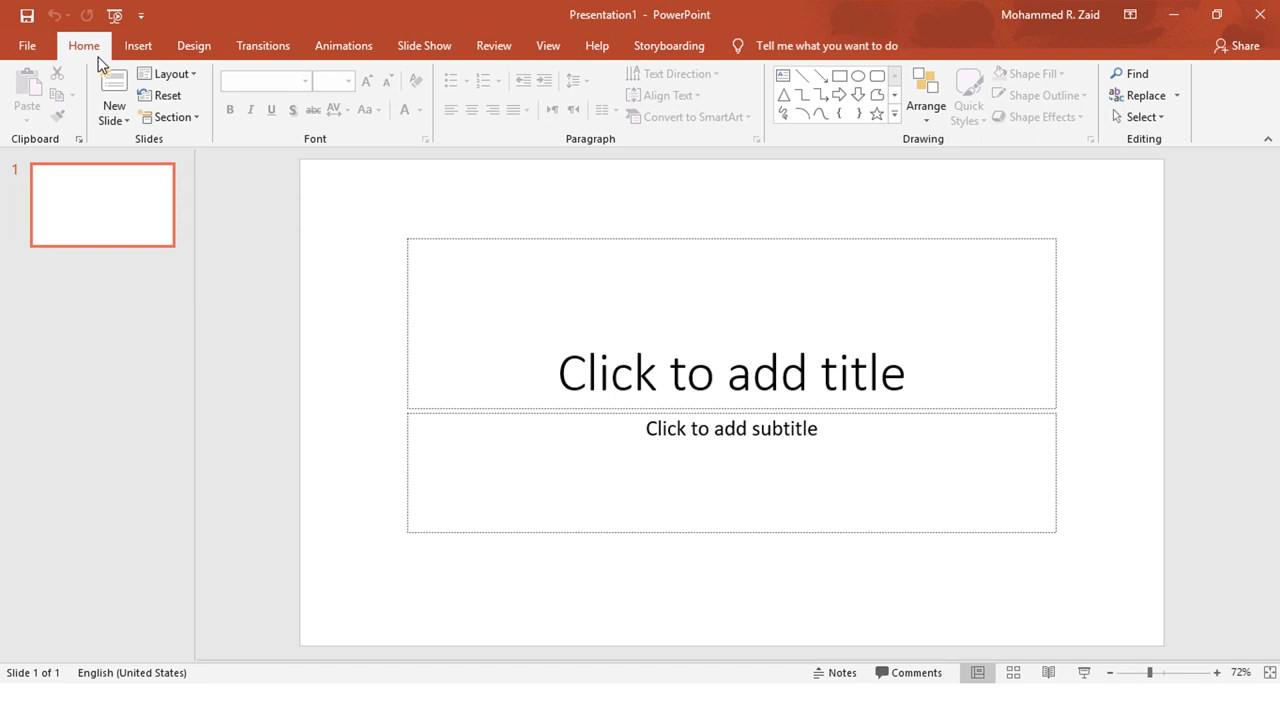 Presentation1 - PowerPoint
Mohammed R. Zaid
File Home Insert Design Transitions Animations Slide Show Review View Help Storyboarding Tell me what you want to do Share
Paste
Clipboard
New
Slide
Layout
Reset
Section
Slides
B I U S abc AV Aa A
Font
Text Direction
Align Text
Convert to SmartArt
Paragraph
Arrange
Quick
Styles
Shape Fill
Shape Outline
Shape Effects
Drawing
Find
Replace
Select
Editing
1
Click to add title
Click to add subtitle
Slide 1 of 1 English (United States) Notes Comments 72%